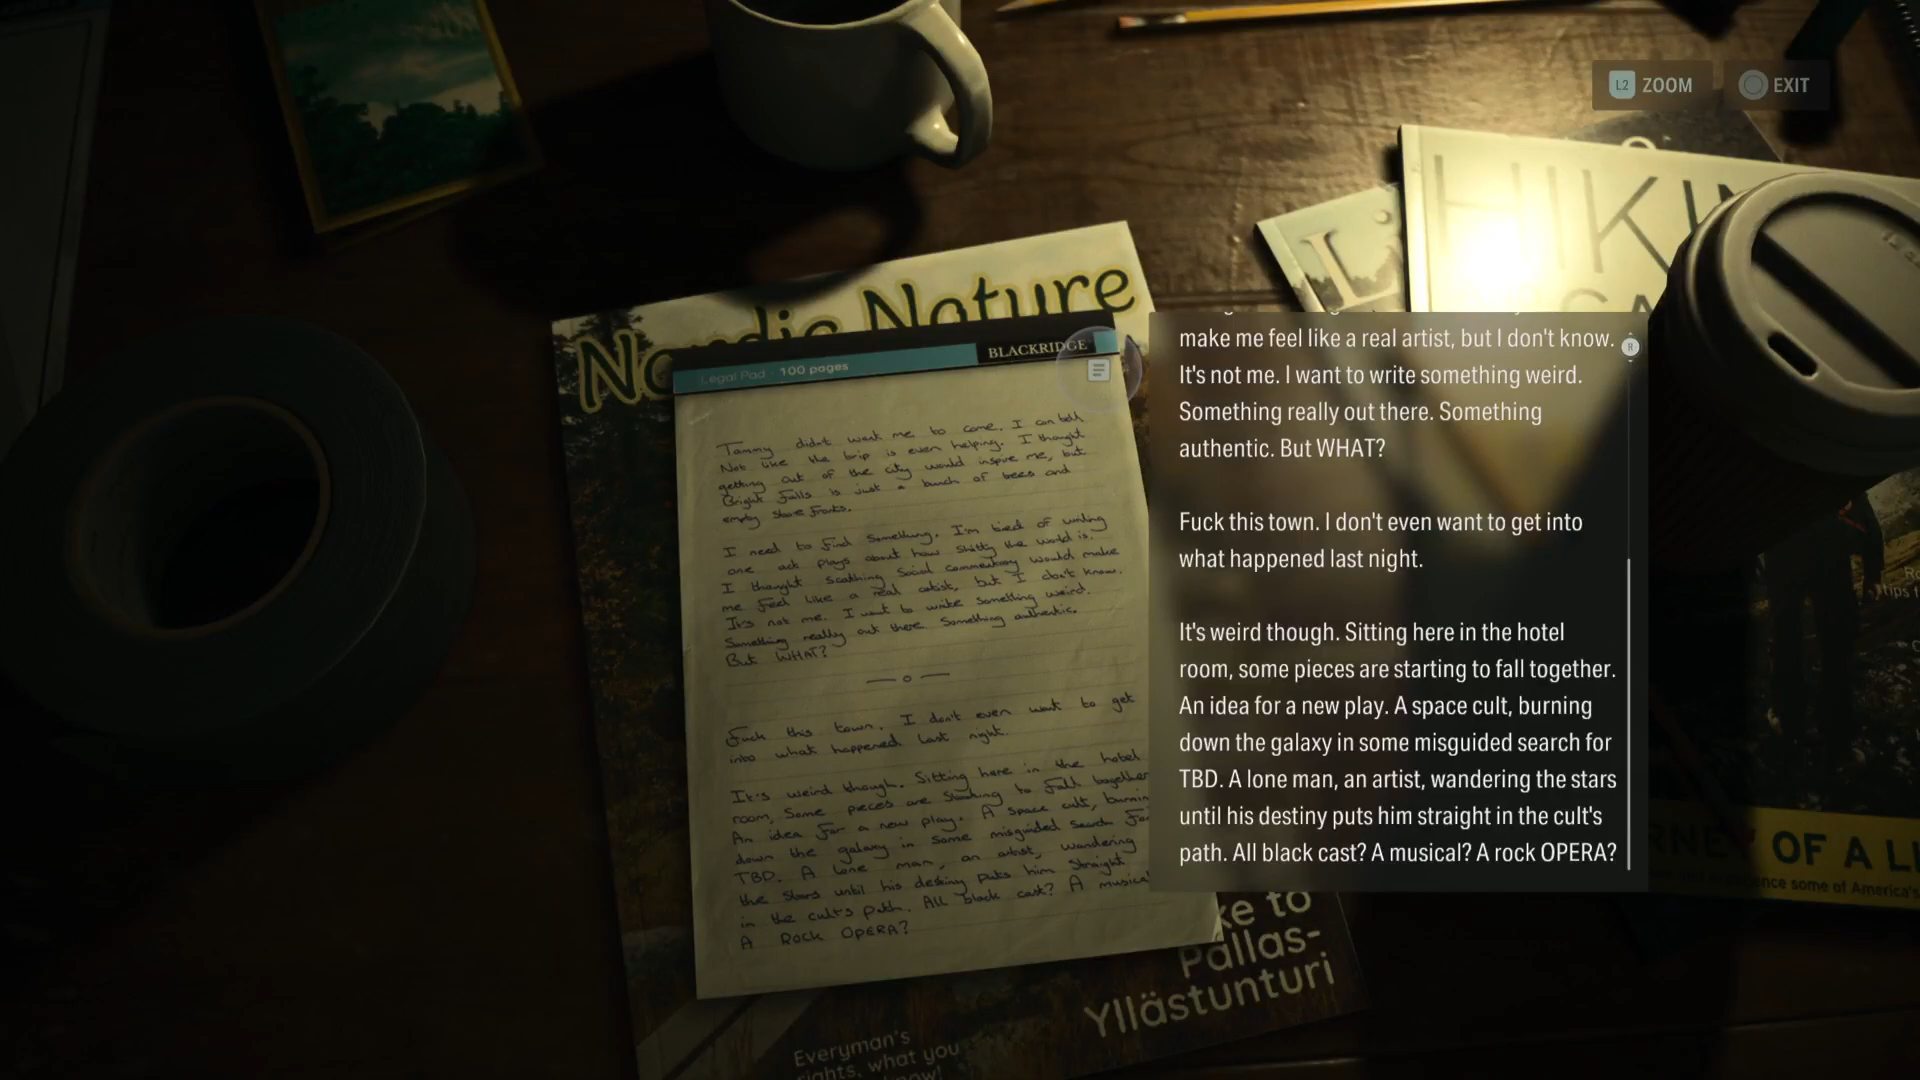 L2 ZOOM
EXIT
HIKIN
Nordic Nature
BLACKRIDGE
Legal Pad - 100 pages
Tommy didn't want me to come. I can tell.
Not like the trip is even helping. I thought
getting out of the city would inspire me, but
Bright Falls is just a bunch of trees and
empty store fronts.
I need to find something. I'm tired of writing
one act plays about how shitty the world is.
I thought scathing social commentary would make
me feel like a real artist, but I don't know.
It's not me. I want to write something weird.
Something really out there. Something authentic.
But WHAT?
Fuck this town. I don't even want to get
into what happened last night.
It's weird though. Sitting here in the hotel
room, some pieces are starting to fall together.
An idea for a new play. A space cult, burnin
down the galaxy in some misguided search fo
TBD. A lone man, an artist, wandering
the stars until his destiny puts him straight
in the cult's path. All black cast? A musical
A ROCK OPERA?
make me feel like a real artist, but I don't know.
It's not me. I want to write something weird.
Something really out there. Something
authentic. But WHAT?
Fuck this town. I don't even want to get into
what happened last night.
It's weird though. Sitting here in the hotel
room, some pieces are starting to fall together.
An idea for a new play. A space cult, burning
down the galaxy in some misguided search for
TBD. A lone man, an artist, wandering the stars
until his destiny puts him straight in the cult's
path. All black cast? A musical? A rock OPERA?
R
RNEY OF A LI
ence some of America's
ke to
Pallas-
Yllästunturi
Everyman's
rights, what you